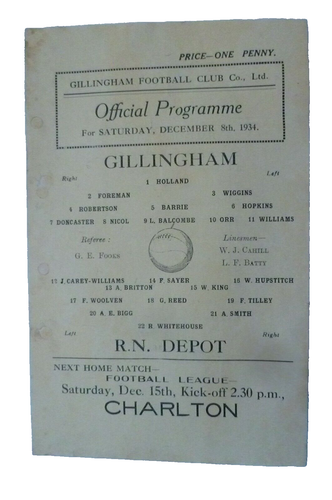 PRICE—ONE PENNY.
GILLINGHAM FOOTBALL CLUB Co., Ltd.
Official Programme
For SATURDAY, DECEMBER 8th, 1934.
GILLINGHAM
Right Left
1 HOLLAND
2 FOREMAN 3 WIGGINS
4 ROBERTSON 5 BARRIE 6 HOPKINS
7 DONCASTER 8 NICOL 9 L. BALCOMBE 10 ORR 11 WILLIAMS
Referee: Linesmen—
G. E. FOOKS W. J. CAHILL
L. F. BATTY
J. CAREY-WILLIAMS 14 F. SAYER W. HUPSTITCH
13 A. BRITTON 15 W. KING
17 F. WOOLVEN 18 G. REED 19 F. TILLEY
20 A. E. BIGG 21 A. SMITH
22 R WHITEHOUSE
Left Right
R.N. DEPOT
NEXT HOME MATCH—
FOOTBALL LEAGUE—
Saturday, Dec. 15th, Kick-off 2.30 p.m.,
CHARLTON